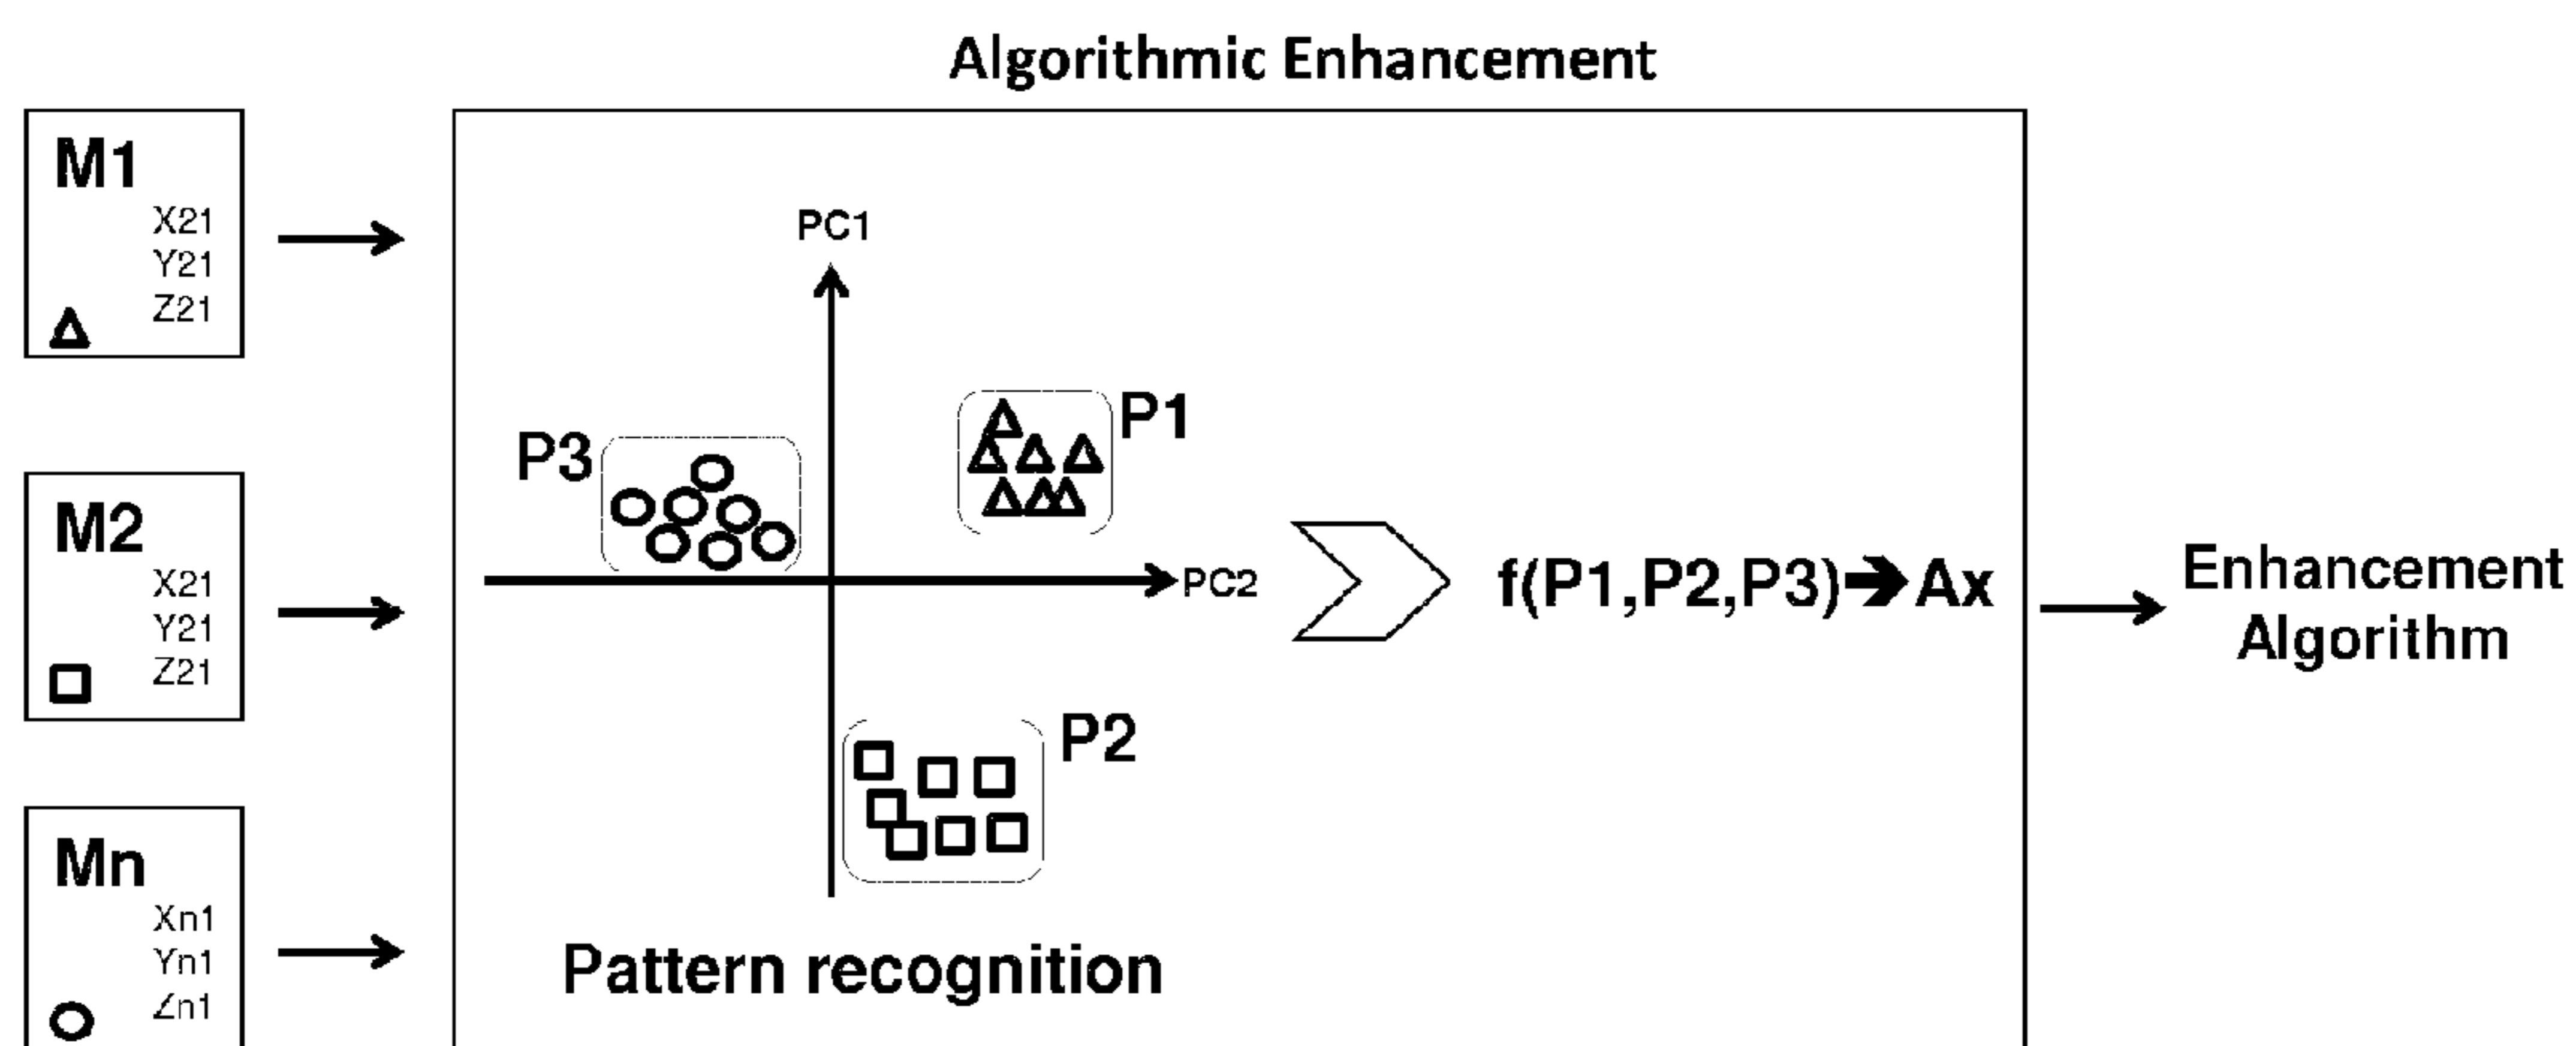 Algorithmic Enhancement
M1
X21
Y21
Z21
M2
X21
Y21
Z21
Mn
Xn1
Yn1
Zn1
PC1
P3
P1
PC2
P2
Pattern recognition
f(P1,P2,P3)➔Ax
Enhancement
Algorithm